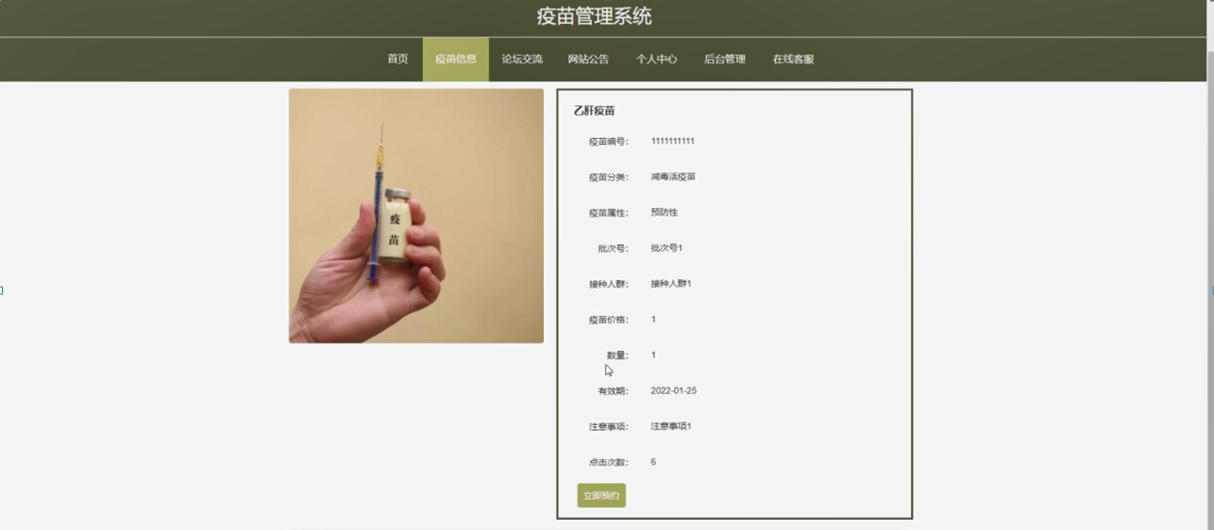 疫苗管理系统
首页 疫苗信息 论坛交流 网站公告 个人中心 后台管理 在线客服
疫苗
乙肝疫苗
疫苗编号： 1111111111
疫苗分类： 减毒活疫苗
疫苗属性： 预防性
批次号： 批次号1
接种人群： 接种人群1
疫苗价格： 1
数量： 1
有效期： 2022-01-25
注意事项： 注意事项1
点击次数： 6
立即预约